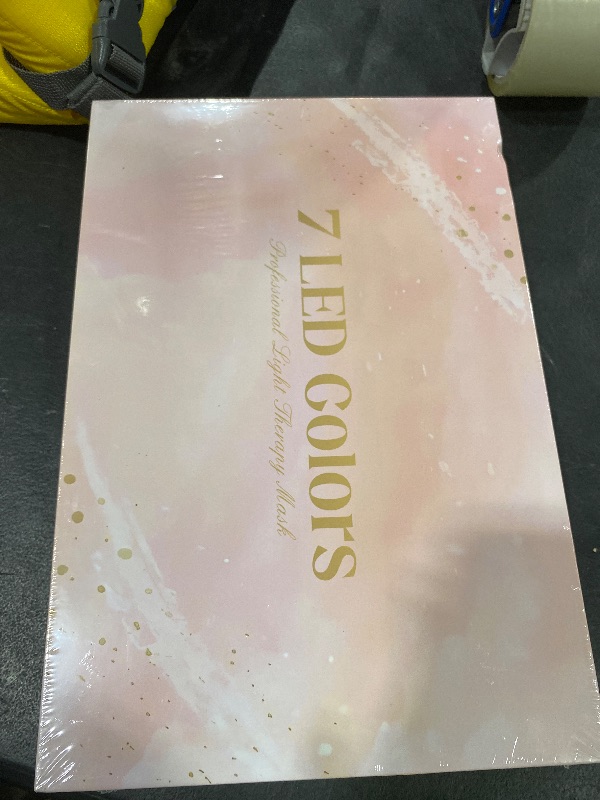 7 LED Colors
Professional Light Therapy Mask